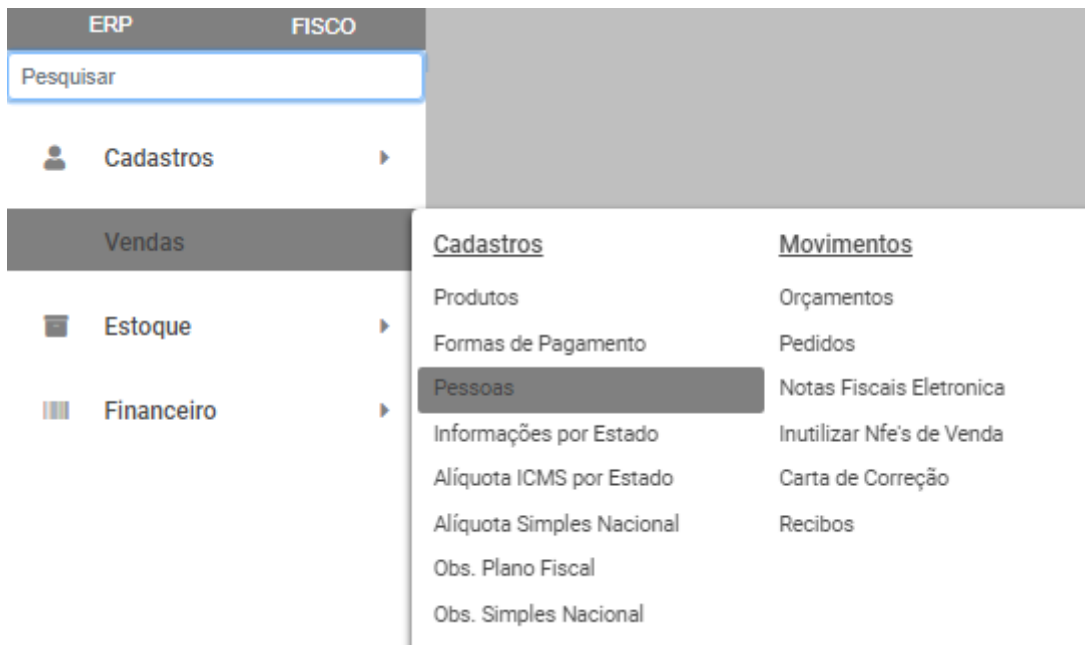 ERP FISCO
Pesquisar
Cadastros
Vendas
Estoque
Financeiro
Cadastros
Produtos
Formas de Pagamento
Pessoas
Informações por Estado
Alíquota ICMS por Estado
Alíquota Simples Nacional
Obs. Plano Fiscal
Obs. Simples Nacional
Movimentos
Orçamentos
Pedidos
Notas Fiscais Eletronica
Inutilizar Nfe's de Venda
Carta de Correção
Recibos